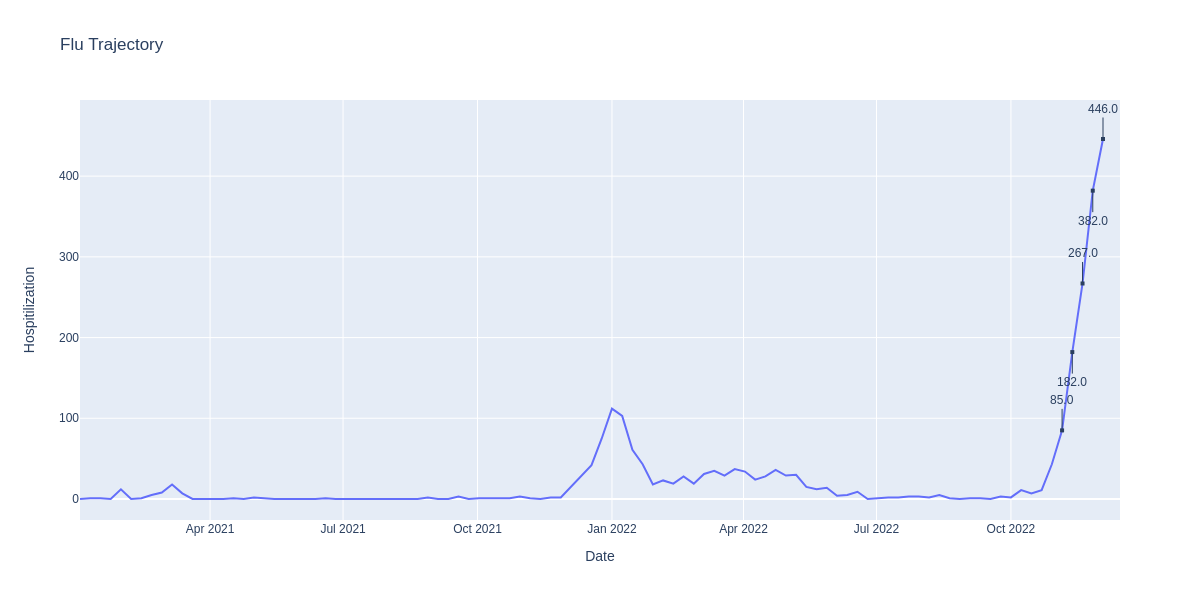 Flu Trajectory
446.0
400
382.0
300
267.0
200
182.0
85.0
100
0
Hospitilization
Apr 2021
Jul 2021
Oct 2021
Jan 2022
Apr 2022
Jul 2022
Oct 2022
Date